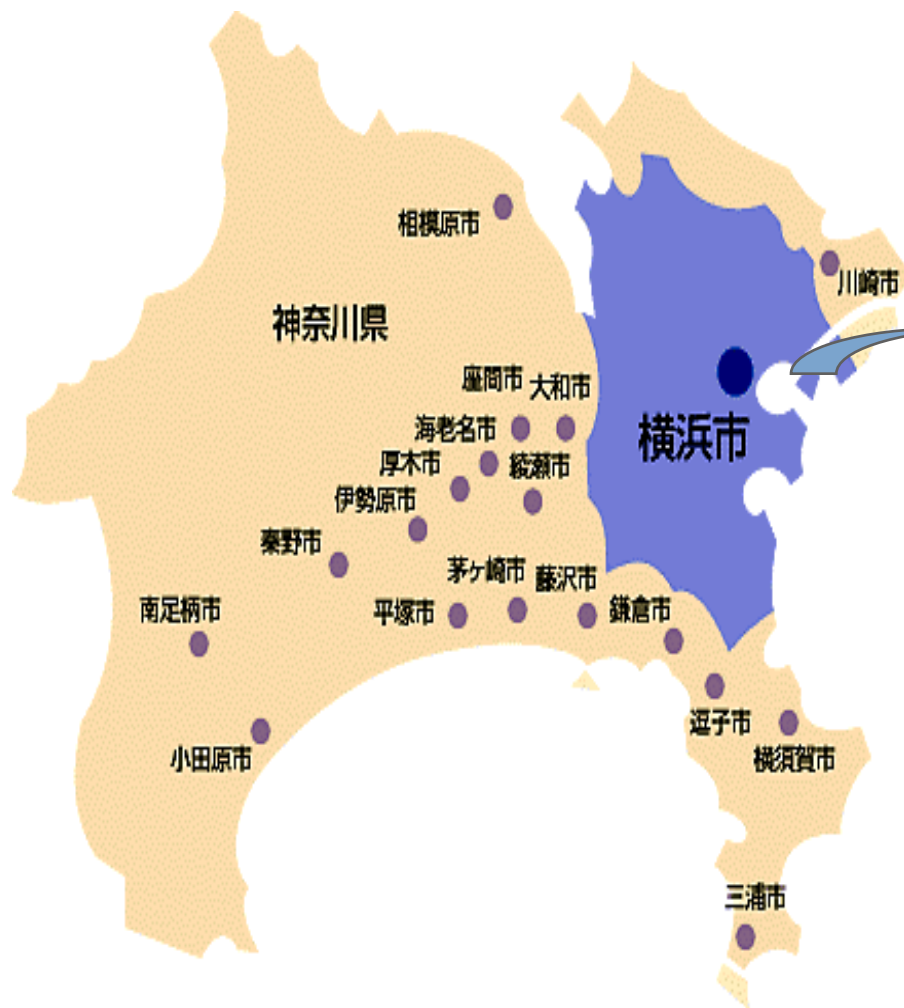 相模原市
川崎市
神奈川県
座間市
大和市
海老名市
横浜市
厚木市
綾瀬市
伊勢原市
秦野市
茅ヶ崎市
藤沢市
南足柄市
平塚市
鎌倉市
逗子市
小田原市
横須賀市
三浦市